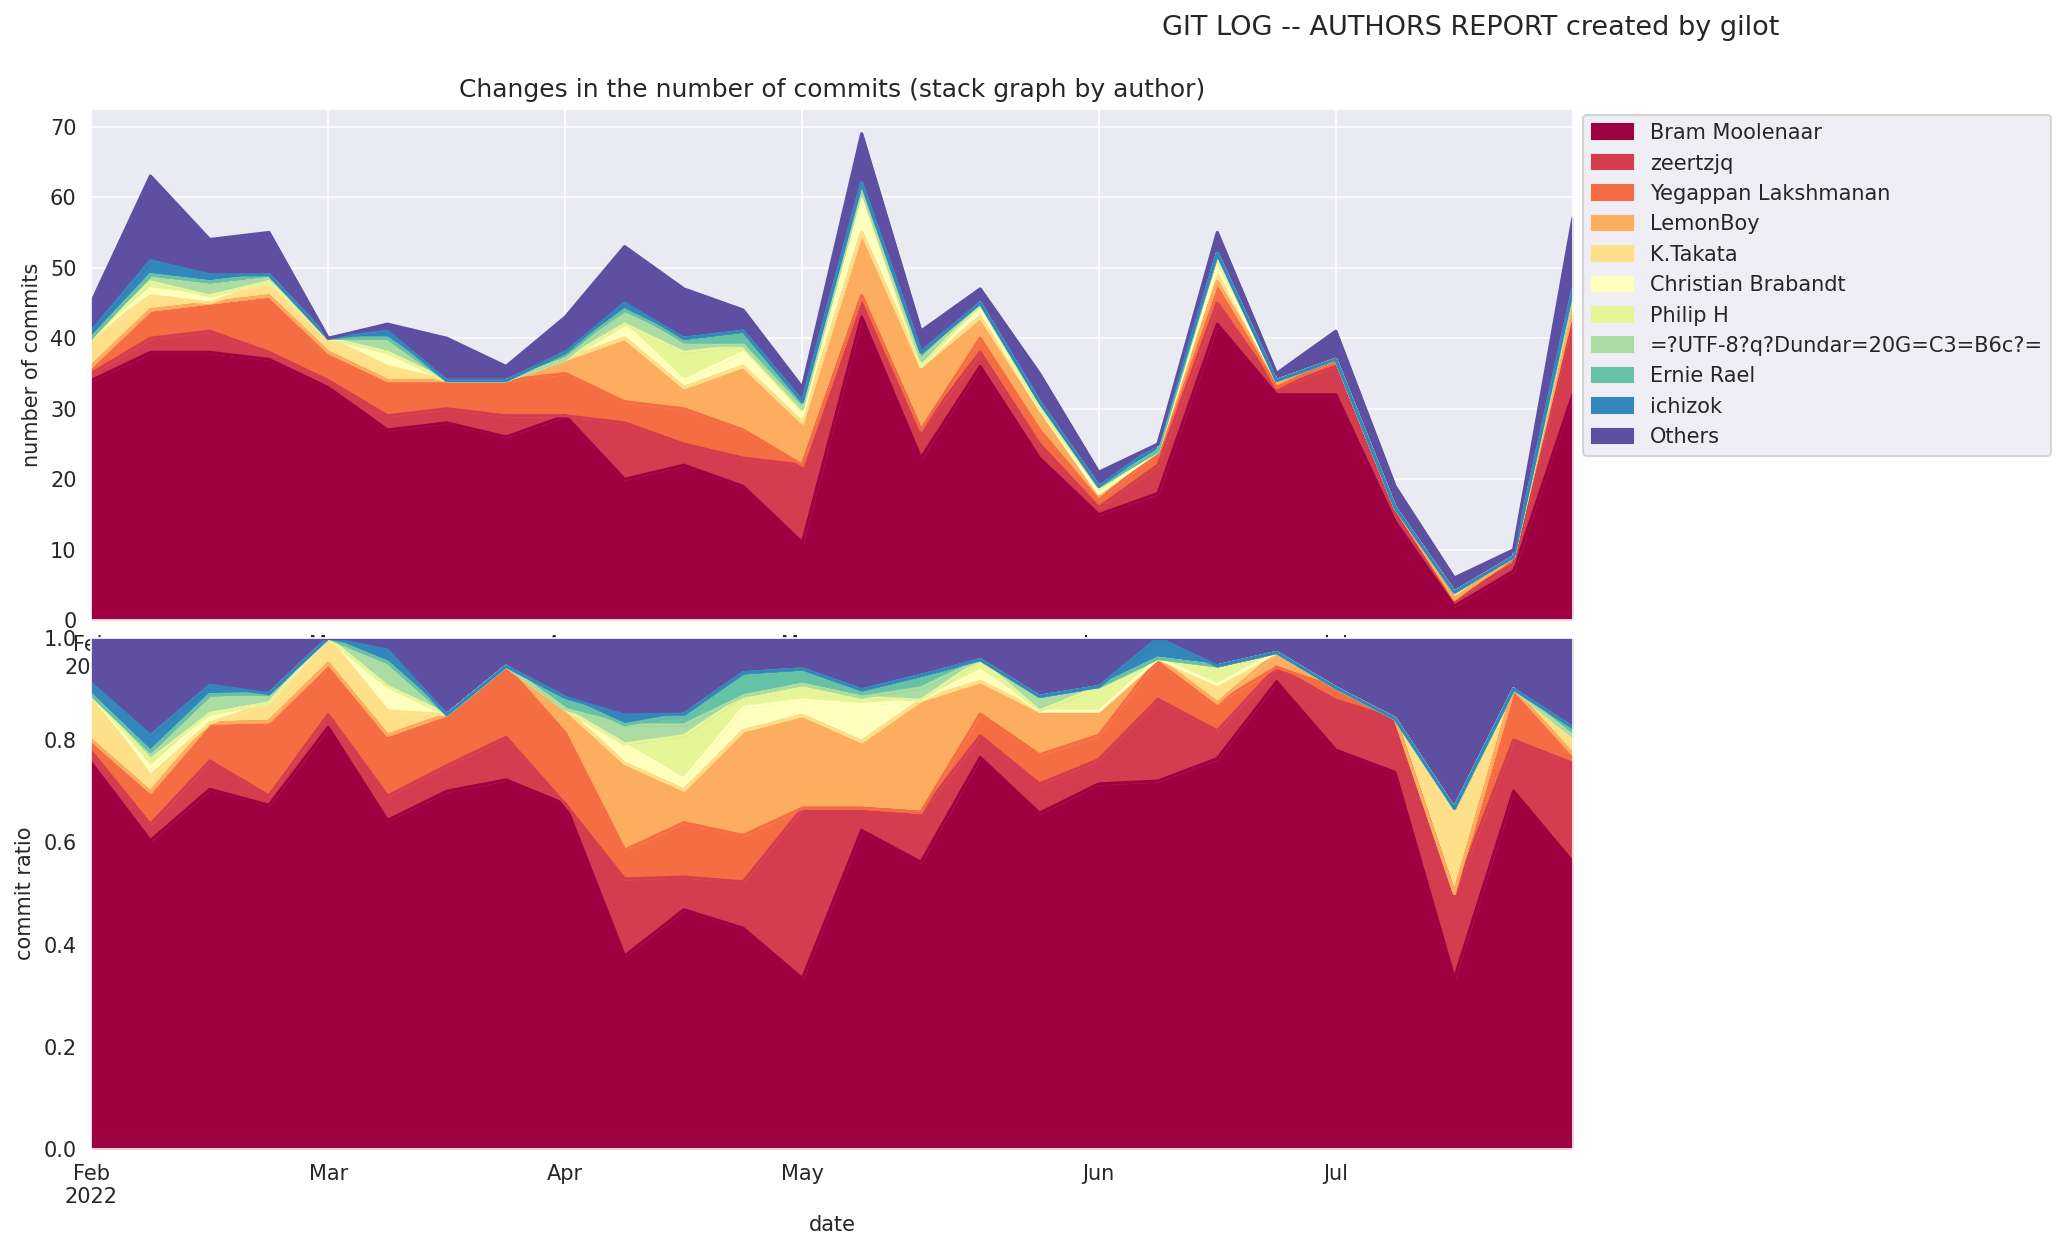 GIT LOG -- AUTHORS REPORT created by gilot
Changes in the number of commits (stack graph by author)
number of commits
70
60
50
40
30
20
10
0
Bram Moolenaar
zeertzjq
Yegappan Lakshmanan
LemonBoy
K.Takata
Christian Brabandt
Philip H
=?UTF-8?q?Dundar=20G=C3=B6c?=
Ernie Rael
ichizok
Others
commit ratio
1.0
0.8
0.6
0.4
0.2
0.0
Feb Mar Apr May Jun Jul
2022
date